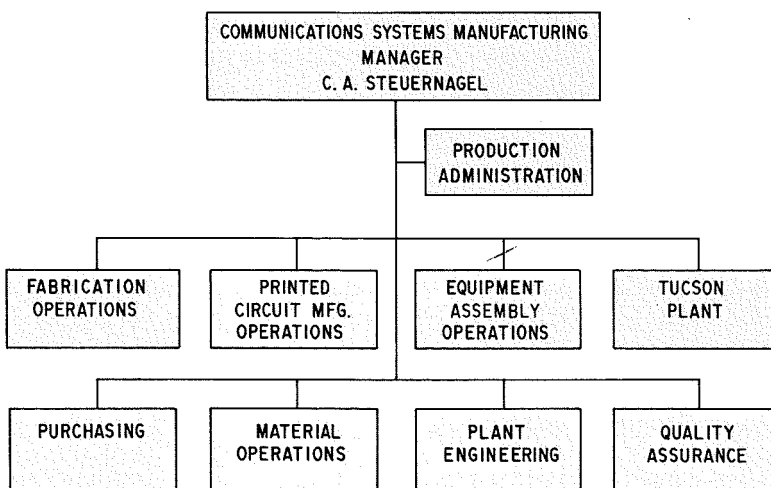 COMMUNICATIONS SYSTEMS MANUFACTURING
MANAGER
C. A. STEUERNAGEL
PRODUCTION
ADMINISTRATION
FABRICATION
OPERATIONS
PRINTED
CIRCUIT MFG.
OPERATIONS
EQUIPMENT
ASSEMBLY
OPERATIONS
TUCSON
PLANT
PURCHASING
MATERIAL
OPERATIONS
PLANT
ENGINEERING
QUALITY
ASSURANCE